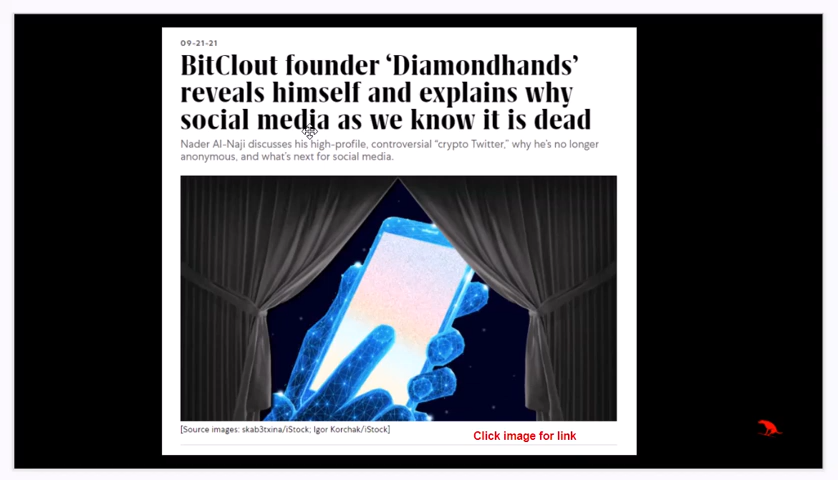 09-21-21
BitClout founder ‘Diamondhands’
reveals himself and explains why
social media as we know it is dead
Nader Al-Naji discusses his high-profile, controversial “crypto Twitter,” why he’s no longer
anonymous, and what’s next for social media.
[Source images: skab3txina/iStock; Igor Korchak/iStock]
Click image for link